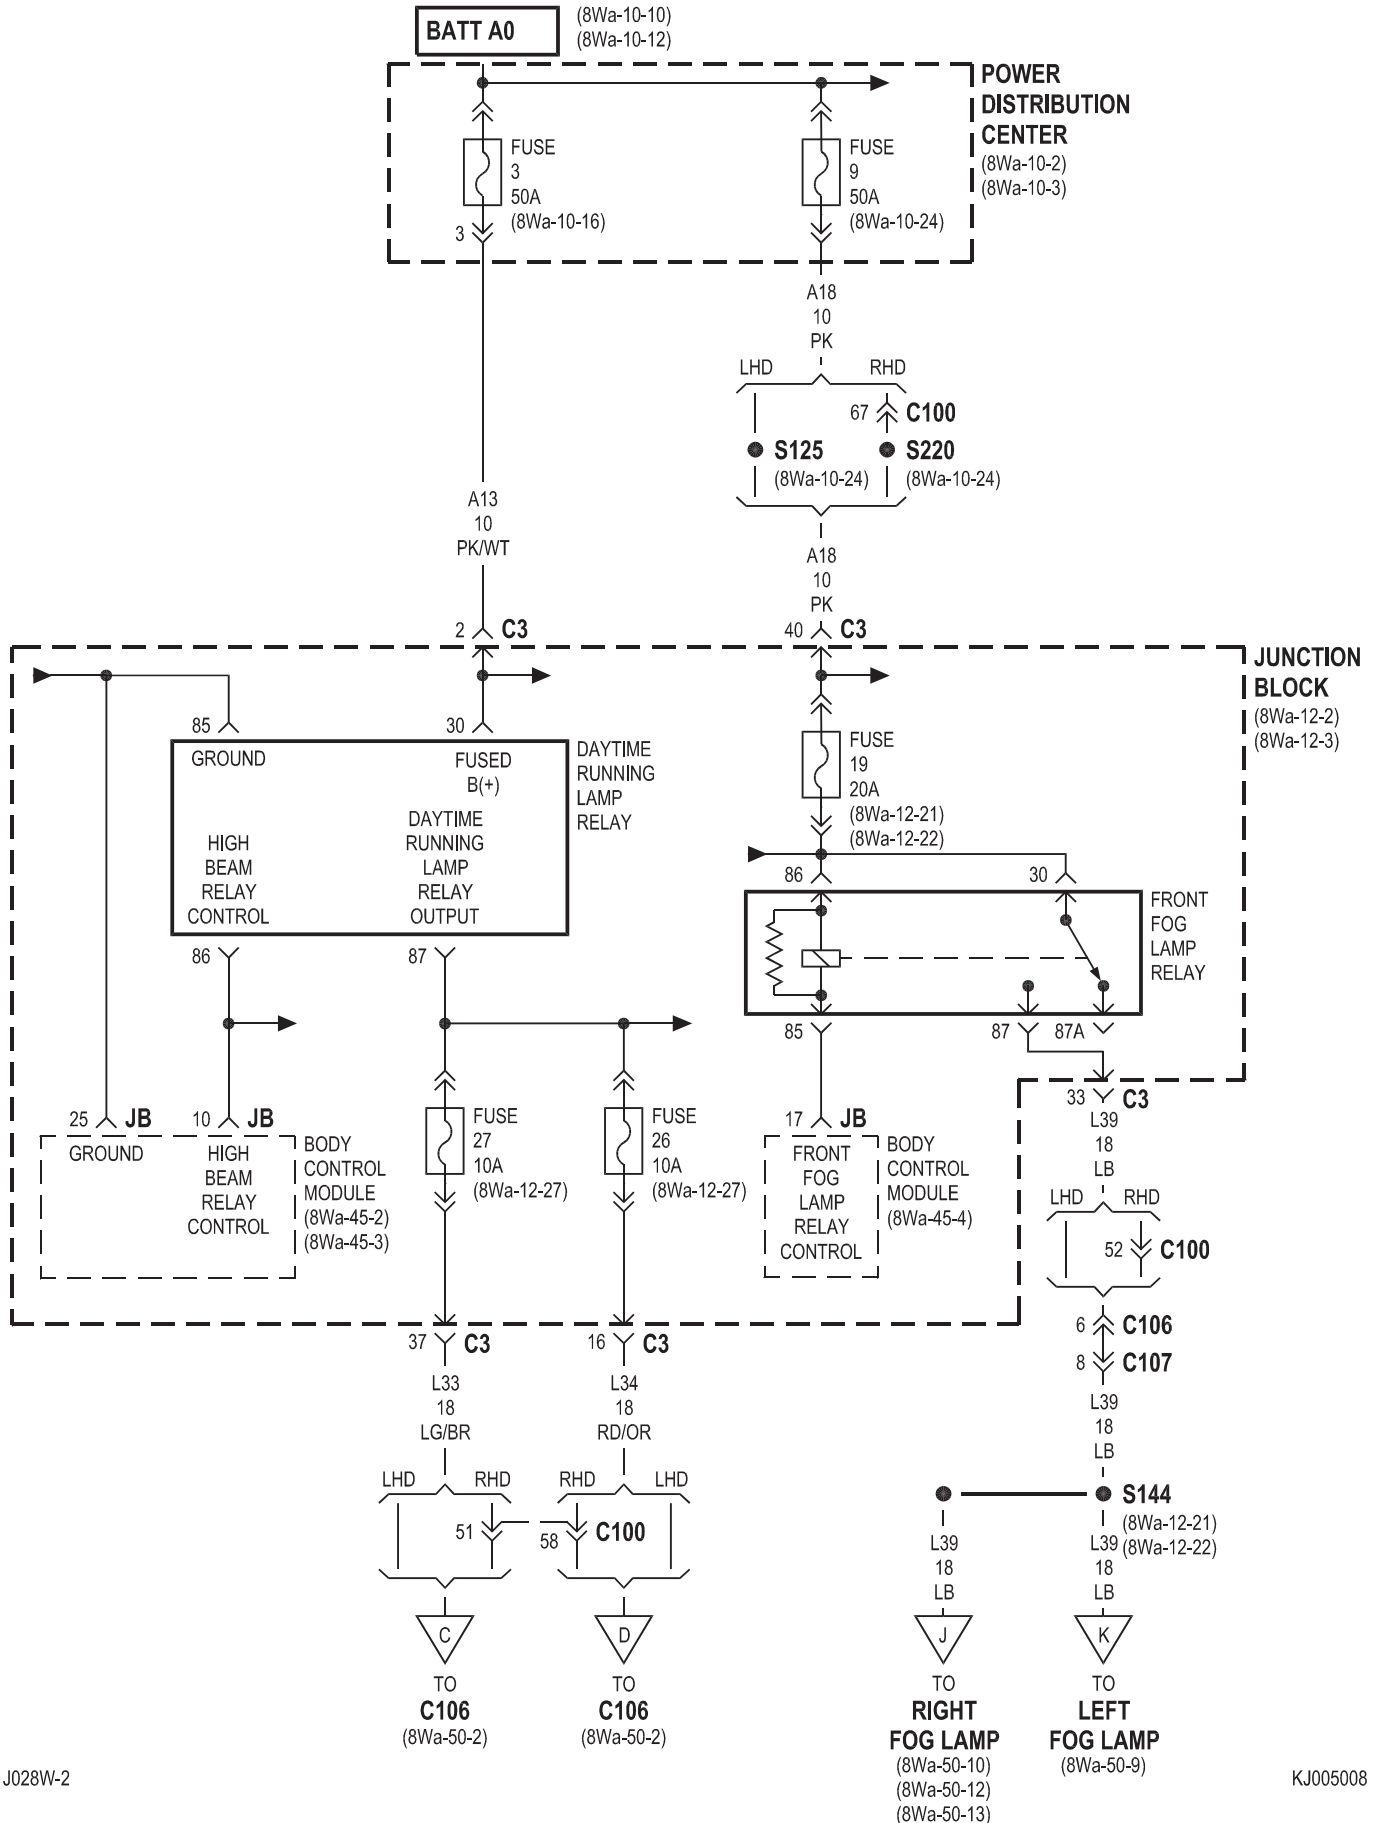 BATT A0
(8Wa-10-10)
(8Wa-10-12)
POWER
DISTRIBUTION
CENTER
(8Wa-10-2)
(8Wa-10-3)
FUSE
3
50A
(8Wa-10-16)
3
FUSE
9
50A
(8Wa-10-24)
A18
10
PK
LHD
RHD
67
C100
S125
(8Wa-10-24)
S220
(8Wa-10-24)
A13
10
PK/WT
A18
10
PK
2
C3
40
C3
JUNCTION
BLOCK
(8Wa-12-2)
(8Wa-12-3)
85
GROUND
30
FUSED
B(+)
DAYTIME
RUNNING
LAMP
RELAY
HIGH
BEAM
RELAY
CONTROL
DAYTIME
RUNNING
LAMP
RELAY
OUTPUT
FUSE
19
20A
(8Wa-12-21)
(8Wa-12-22)
86
30
FRONT
FOG
LAMP
RELAY
86
87
85
87
87A
25
JB
10
JB
GROUND
HIGH
BEAM
RELAY
CONTROL
BODY
CONTROL
MODULE
(8Wa-45-2)
(8Wa-45-3)
FUSE
27
10A
(8Wa-12-27)
FUSE
26
10A
(8Wa-12-27)
17
JB
FRONT
FOG
LAMP
RELAY
CONTROL
BODY
CONTROL
MODULE
(8Wa-45-4)
33
C3
L39
18
LB
LHD
RHD
52
C100
6
C106
8
C107
L39
18
LB
37
C3
16
C3
L33
18
LG/BR
L34
18
RD/OR
LHD
RHD
RHD
LHD
51
58
C100
S144
(8Wa-12-21)
(8Wa-12-22)
L39
18
LB
L39
18
LB
C
D
J
K
TO
C106
(8Wa-50-2)
TO
C106
(8Wa-50-2)
TO
RIGHT
FOG LAMP
(8Wa-50-10)
(8Wa-50-12)
(8Wa-50-13)
TO
LEFT
FOG LAMP
(8Wa-50-9)
J028W-2
KJ005008